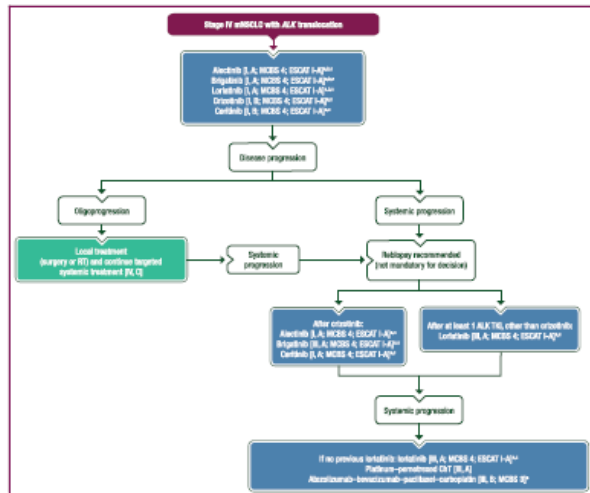 Stage IV mNSCLC with ALK translocation
Alectinib [I, A; MCBS 4; ESCAT I-A]
Brigatinib [I, A; MCBS 4; ESCAT I-A]
Lorlatinib [I, A; MCBS 4; ESCAT I-A]
Crizotinib [I, B; MCBS 4; ESCAT I-A]
Ceritinib [I, B; MCBS 4; ESCAT I-A]
Disease progression
Oligoprogression
Systemic progression
Local treatment
(surgery or RT) and continue targeted
systemic treatment [IV, C]
Systemic
progression
Rebiopsy recommended
(not mandatory for decision)
After crizotinib:
Alectinib [I, A; MCBS 4; ESCAT I-A]
Brigatinib [III, A; MCBS 4; ESCAT I-A]
Ceritinib [I, A; MCBS 4; ESCAT I-A]
After at least 1 ALK TKI, other than crizotinib:
Lorlatinib [III, A; MCBS 4; ESCAT I-A]
Systemic
progression
If no previous lorlatinib: lorlatinib [III, A; MCBS 4; ESCAT I-A]
Platinum–pemetrexed ChT [III, A]
Atezolizumab–bevacizumab–paclitaxel–carboplatin [III, B; MCBS 3]